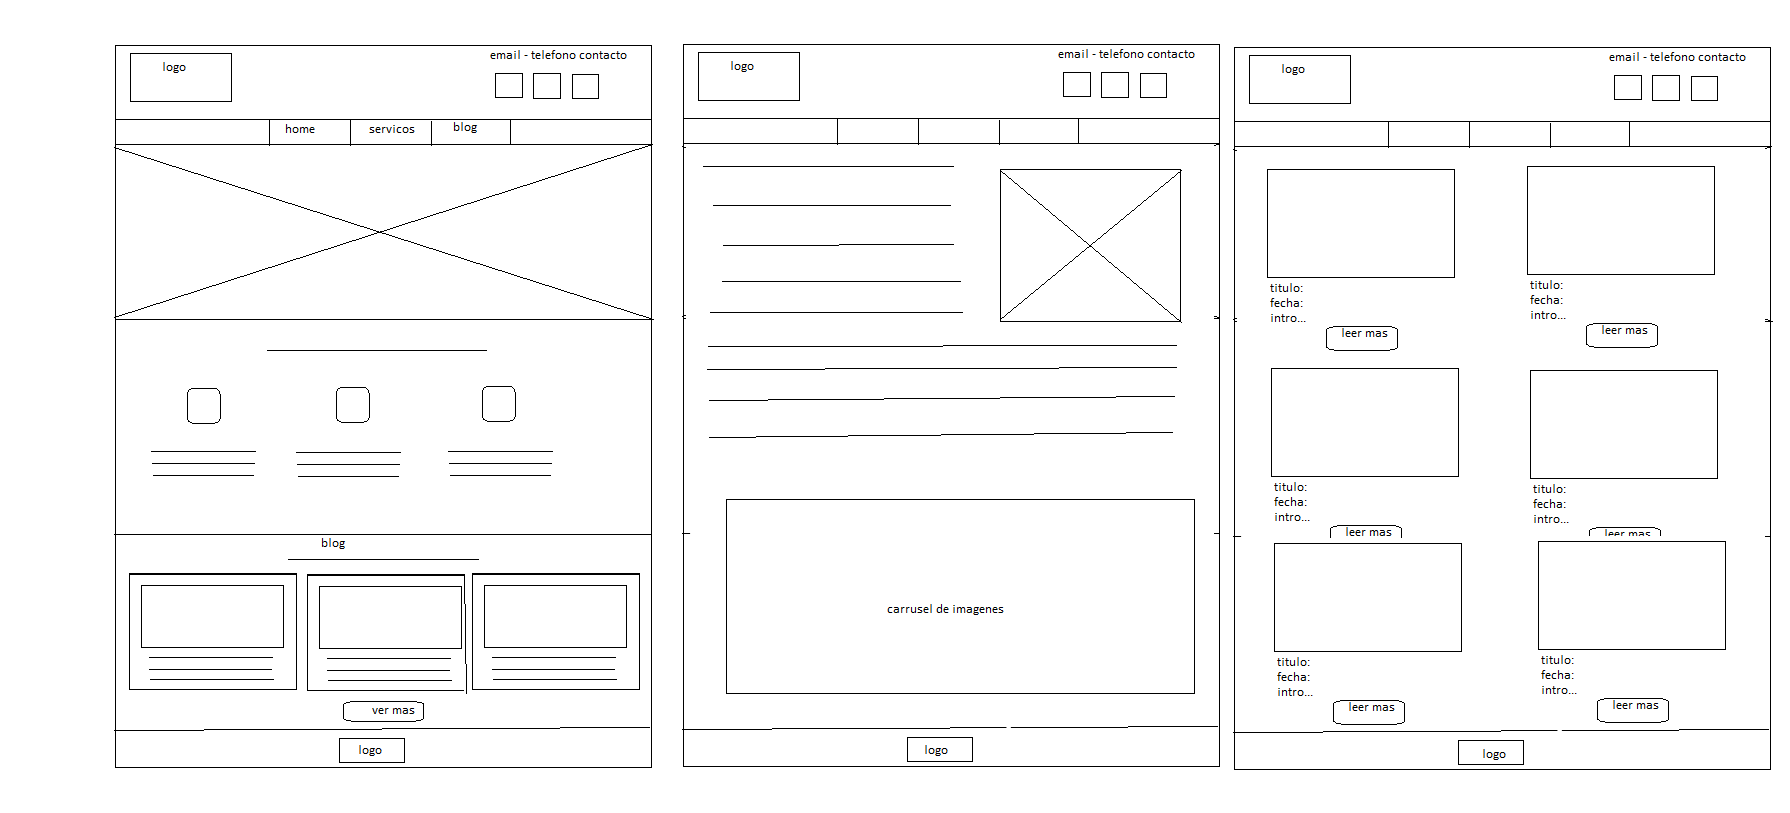 email - telefono contacto
logo
home
servicos
blog
blog
ver mas
logo
email - telefono contacto
logo
carrusel de imagenes
logo
email - telefono contacto
logo
titulo:
fecha:
intro...
leer mas
titulo:
fecha:
intro...
leer mas
titulo:
fecha:
intro...
leer mas
titulo:
fecha:
intro...
leer mas
titulo:
fecha:
intro...
leer mas
titulo:
fecha:
intro...
leer mas
logo